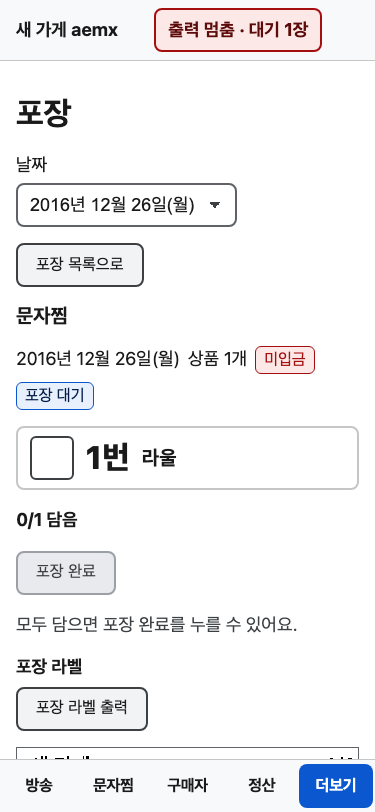 새 가게 aemx
출력 멈춤 · 대기 1장
포장
날짜
2016년 12월 26일(월)
포장 목록으로
문자찜
2016년 12월 26일(월) 상품 1개 미입금
포장 대기
1번 라울
0/1 담음
포장 완료
모두 담으면 포장 완료를 누를 수 있어요.
포장 라벨
포장 라벨 출력
방송 문자찜 구매자 정산 더보기